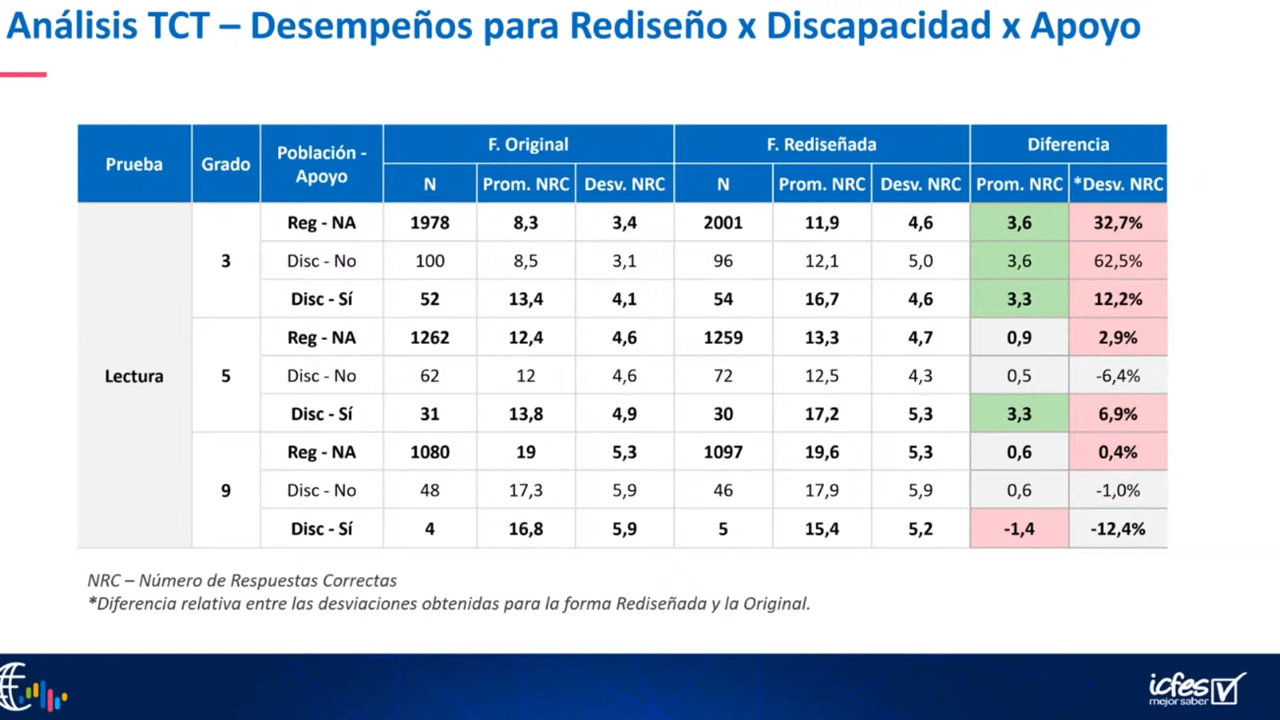 Análisis TCT – Desempeños para Rediseño x Discapacidad x Apoyo
Prueba Grado Población - Apoyo F. Original F. Rediseñada Diferencia
N Prom. NRC Desv. NRC N Prom. NRC Desv. NRC Prom. NRC *Desv. NRC
Lectura
3
Reg - NA 1978 8,3 3,4 2001 11,9 4,6 3,6 32,7%
Disc - No 100 8,5 3,1 96 12,1 5,0 3,6 62,5%
Disc - Sí 52 13,4 4,1 54 16,7 4,6 3,3 12,2%
5
Reg - NA 1262 12,4 4,6 1259 13,3 4,7 0,9 2,9%
Disc - No 62 12 4,6 72 12,5 4,3 0,5 -6,4%
Disc - Sí 31 13,8 4,9 30 17,2 5,3 3,3 6,9%
9
Reg - NA 1080 19 5,3 1097 19,6 5,3 0,6 0,4%
Disc - No 48 17,3 5,9 46 17,9 5,9 0,6 -1,0%
Disc - Sí 4 16,8 5,9 5 15,4 5,2 -1,4 -12,4%
NRC – Número de Respuestas Correctas
*Diferencia relativa entre las desviaciones obtenidas para la forma Rediseñada y la Original.
icfes
mejor saber